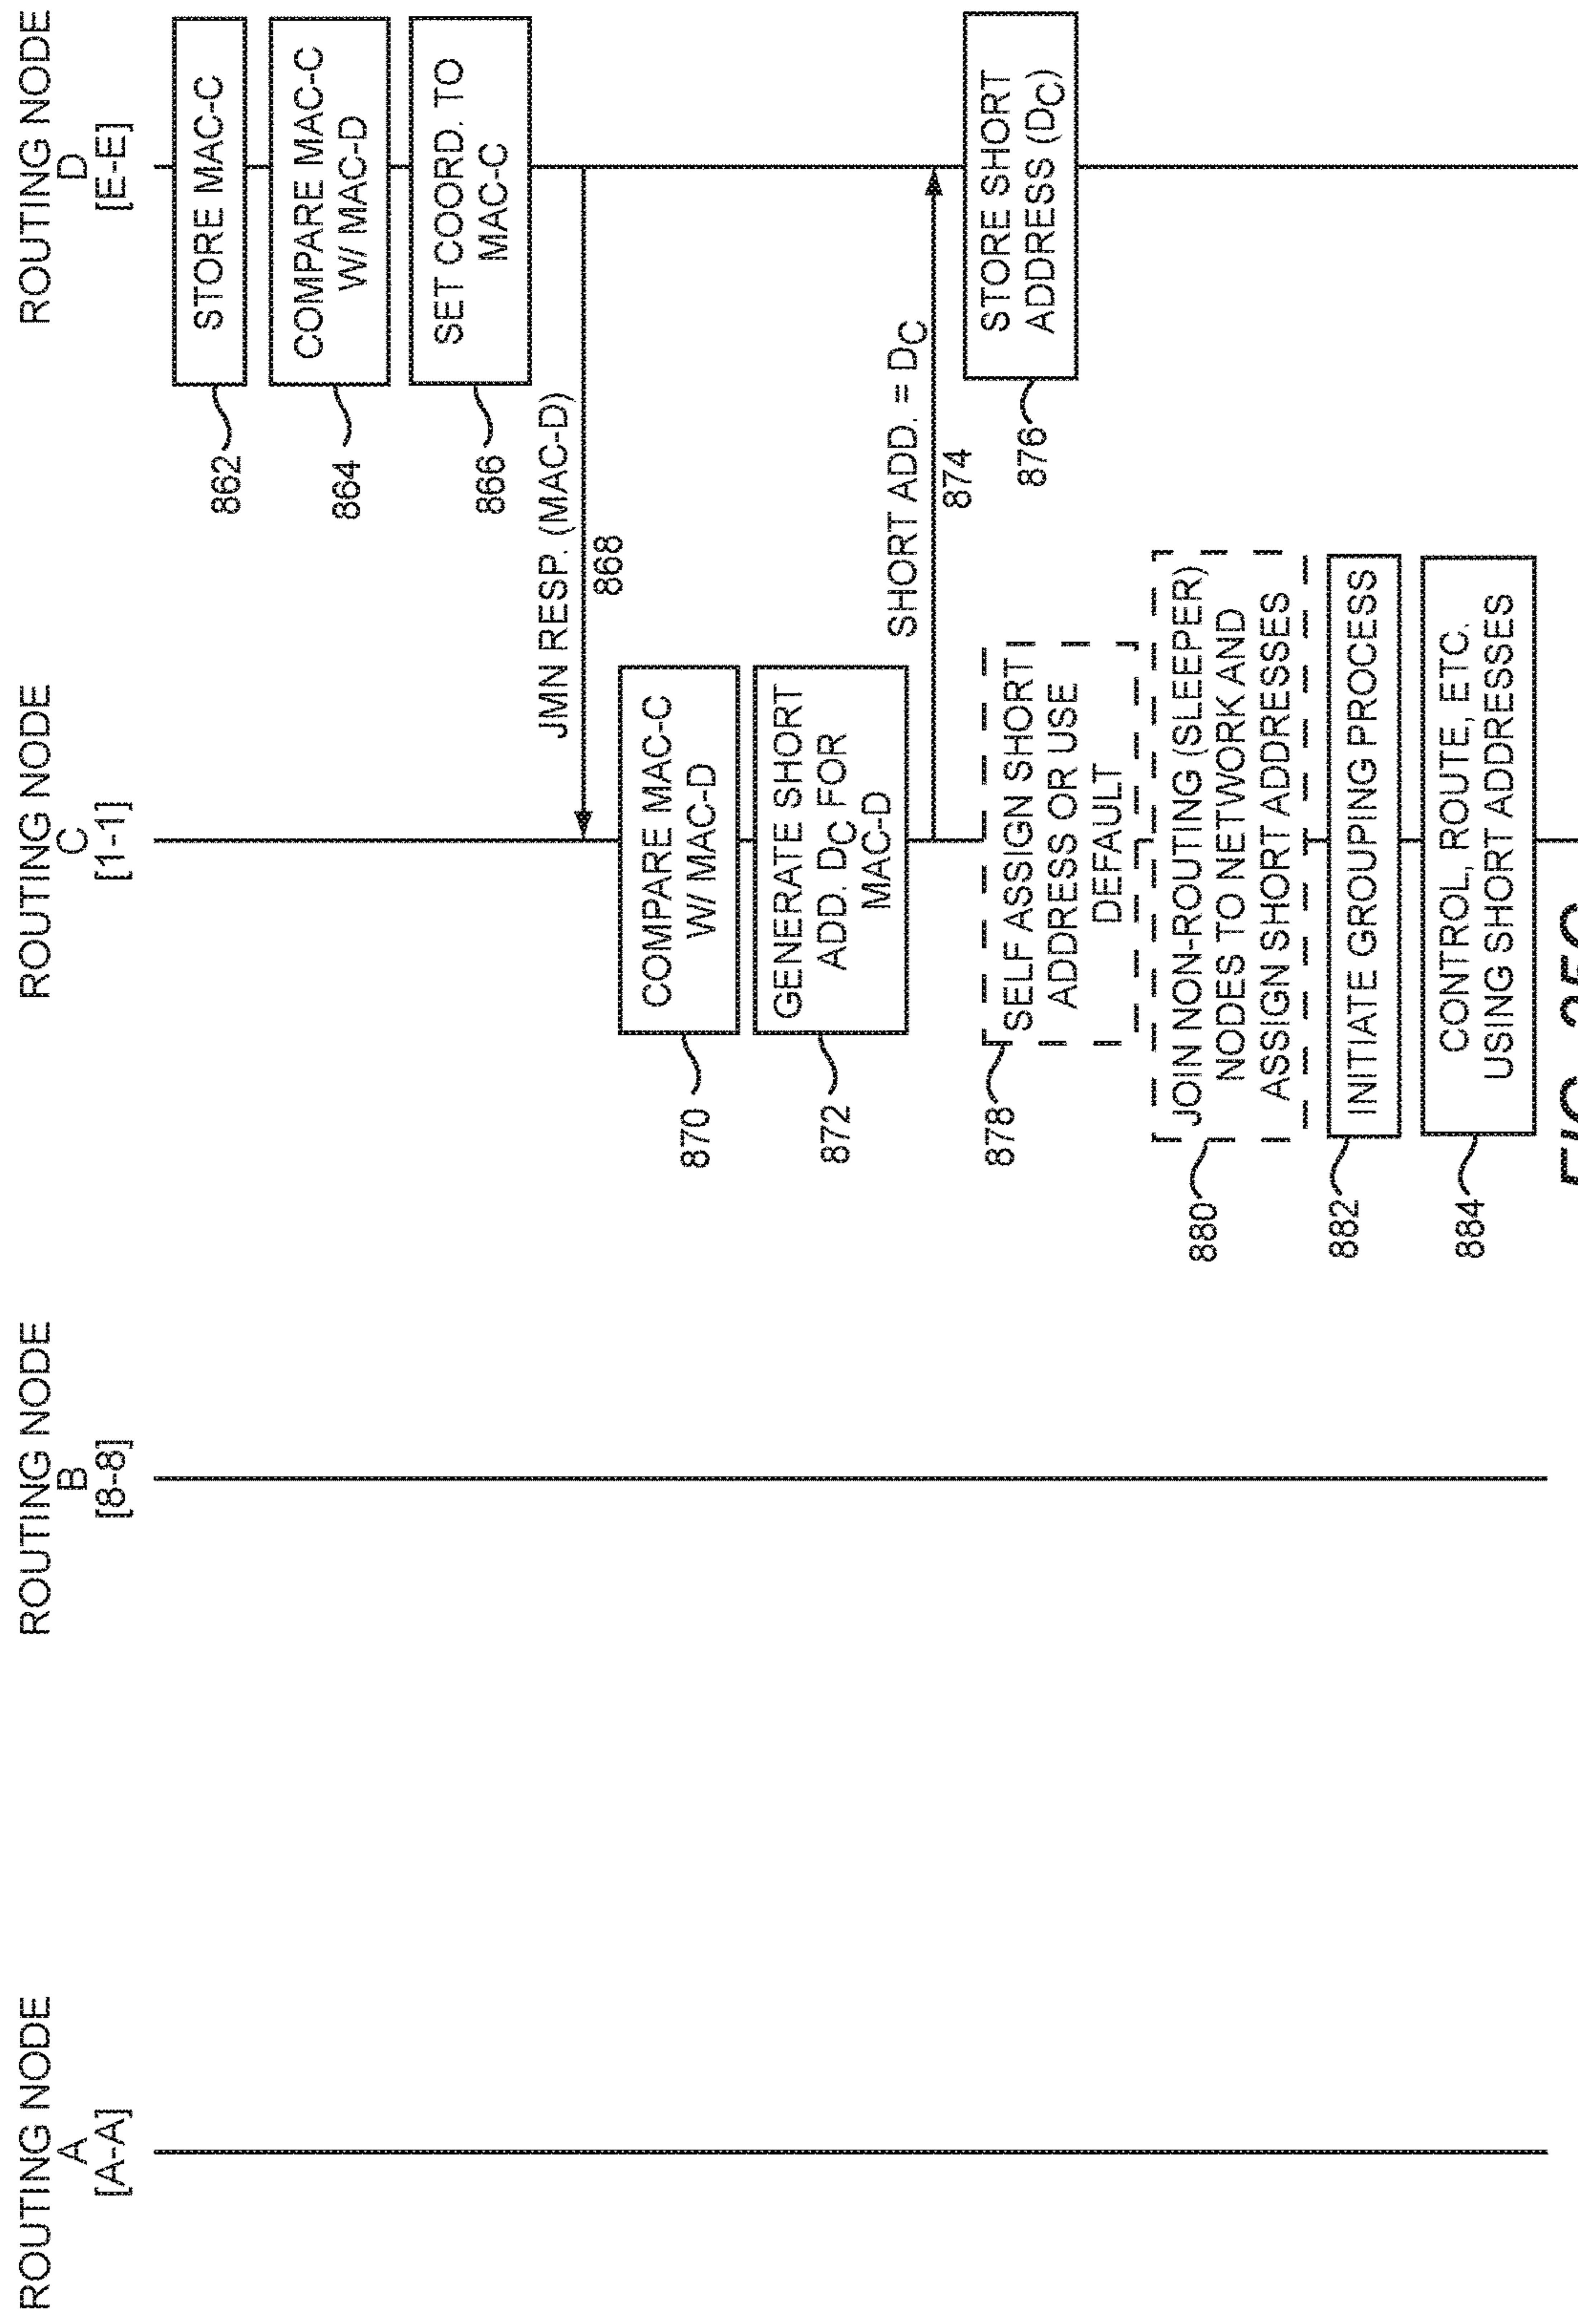 ROUTING NODE
A
[A-A]
ROUTING NODE
B
[8-8]
ROUTING NODE
C
[1-1]
ROUTING NODE
D
[E-E]
862
STORE MAC-C
864
COMPARE MAC-C
W/ MAC-D
866
SET COORD. TO
MAC-C
JMN RESP. (MAC-D)
868
870
COMPARE MAC-C
W/ MAC-D
872
GENERATE SHORT
ADD. DC FOR
MAC-D
SHORT ADD. = DC
874
876
STORE SHORT
ADDRESS (DC)
878
SELF ASSIGN SHORT
ADDRESS OR USE
DEFAULT
880
JOIN NON-ROUTING (SLEEPER)
NODES TO NETWORK AND
ASSIGN SHORT ADDRESSES
882
INITIATE GROUPING PROCESS
884
CONTROL, ROUTE, ETC.
USING SHORT ADDRESSES